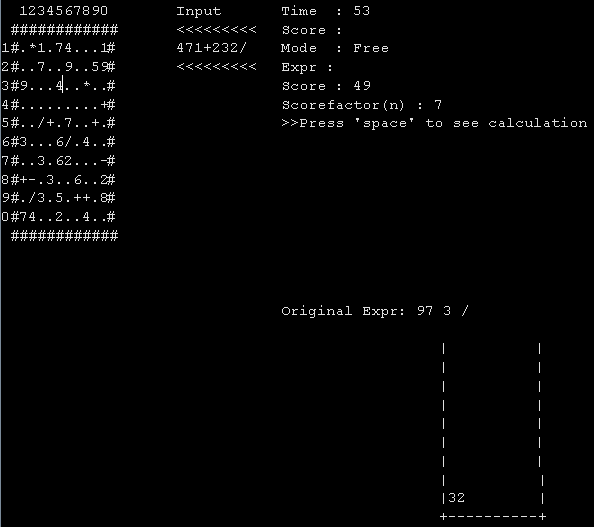 1234567890 Input Time : 53
############ <<<<<<<<< Score :
1#.*1.74...1# 471+232/ Mode : Free
2#..7..9..59# <<<<<<<<< Expr :
3#9...4..*..# Score : 49
4#.........+# Scorefactor(n) : 7
5#../+.7..+.# >>Press 'space' to see calculation
6#3...6/.4..#
7#..3.62...-#
8#+-.3..6..2#
9#./3.5.++.8#
0#74..2..4..#
############
Original Expr: 97 3 /
| |
| |
| |
| |
| |
| |
| |
| |
|32 |
+----------+